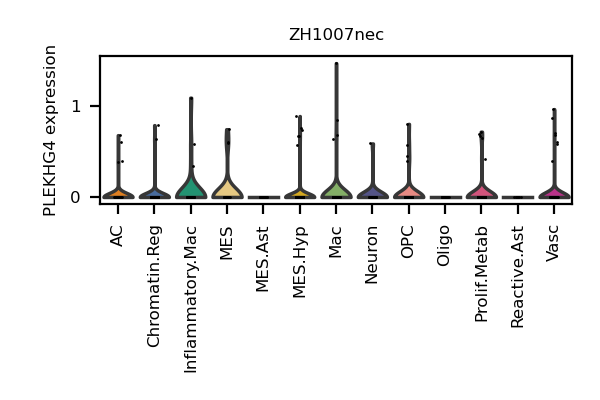 ZH1007nec
PLEKHG4 expression
1
0
AC
Chromatin.Reg
Inflammatory.Mac
MES
MES.Ast
MES.Hyp
Mac
Neuron
OPC
Oligo
Prolif.Metab
Reactive.Ast
Vasc